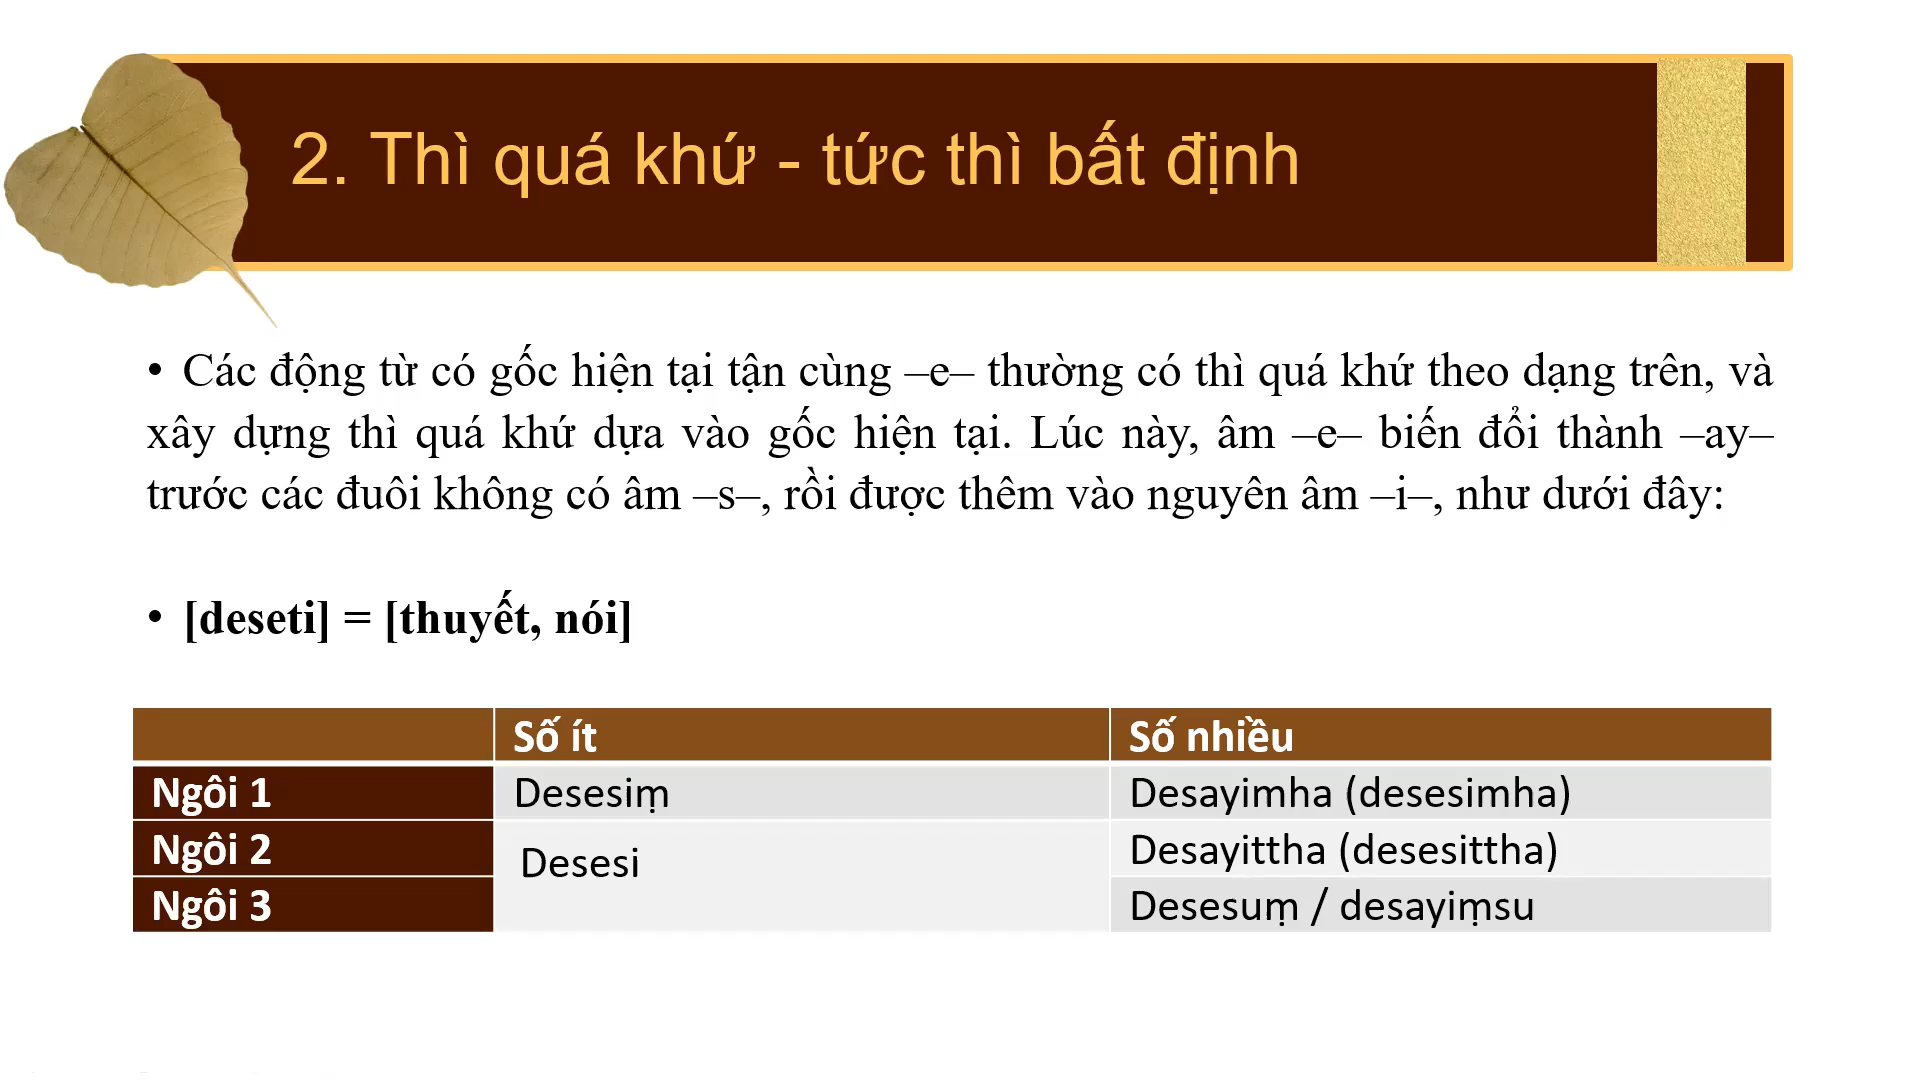 2. Thì quá khứ - tức thì bất định
• Các động từ có gốc hiện tại tận cùng –e– thường có thì quá khứ theo dạng trên, và
xây dựng thì quá khứ dựa vào gốc hiện tại. Lúc này, âm –e– biến đổi thành –ay–
trước các đuôi không có âm –s–, rồi được thêm vào nguyên âm –i–, như dưới đây:
• [deseti] = [thuyết, nói]
Số ít Số nhiều
Ngôi 1 Desesiṃ Desayimha (desesimha)
Ngôi 2 Desesi Desayittha (desesittha)
Ngôi 3 Desesuṃ / desayiṃsu